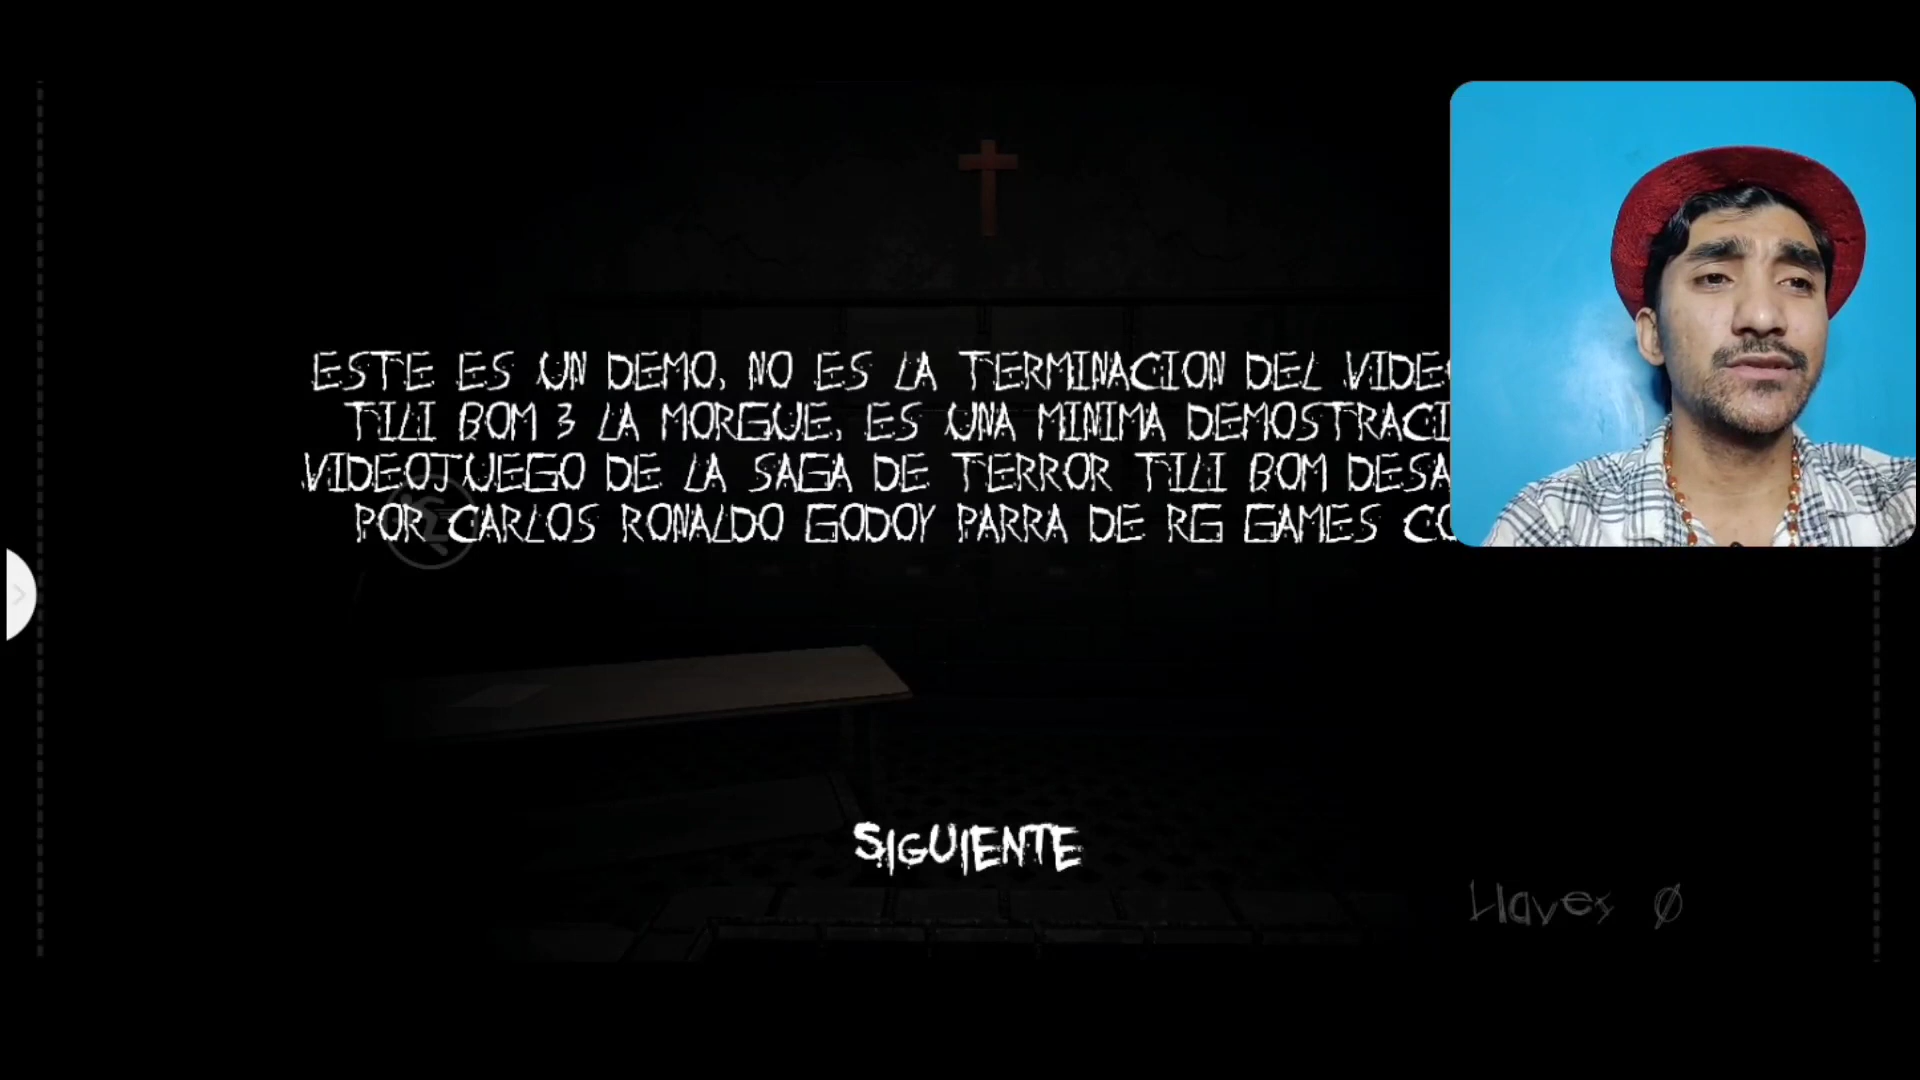 ESTE ES UN DEMO, NO ES LA TERMINACION DEL
TILI BOM 3 LA MORGUE, ES UNA MINIMA
VIDEOJUEGO DE LA SAGA DE TERROR TILI BOM
POR CARLOS RONALDO GODOY PARRA DE RG GAMES
SIGUIENTE
Llaves 0